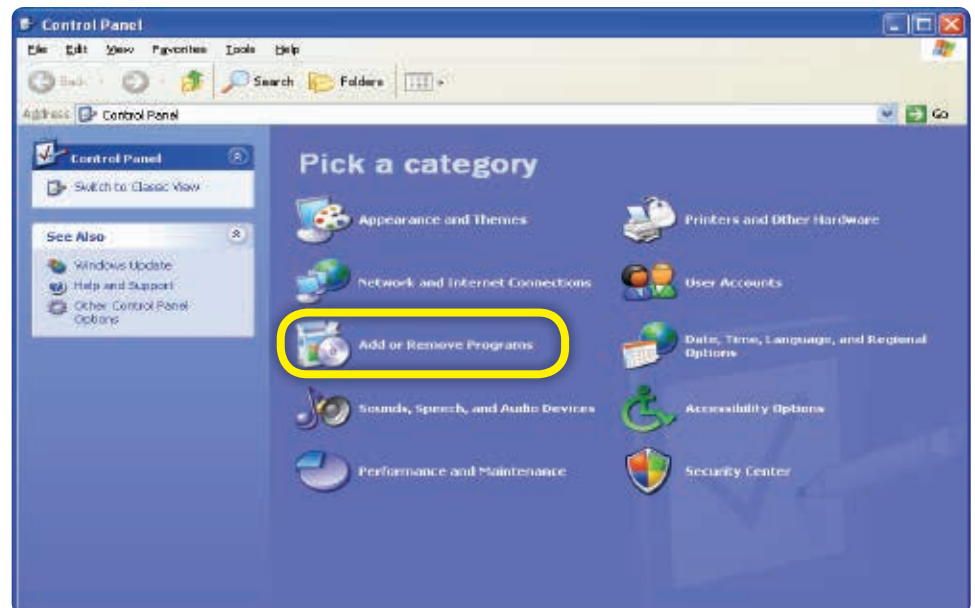 Control Panel
File Edit View Favorites Tools Help
Back Search Folders
Address Control Panel Go
Control Panel
Switch to Classic View
See Also
Windows Update
Help and Support
Other Control Panel
Options
Pick a category
Appearance and Themes
Printers and Other Hardware
Network and Internet Connections
User Accounts
Add or Remove Programs
Date, Time, Language, and Regional
Options
Sounds, Speech, and Audio Devices
Accessibility Options
Performance and Maintenance
Security Center